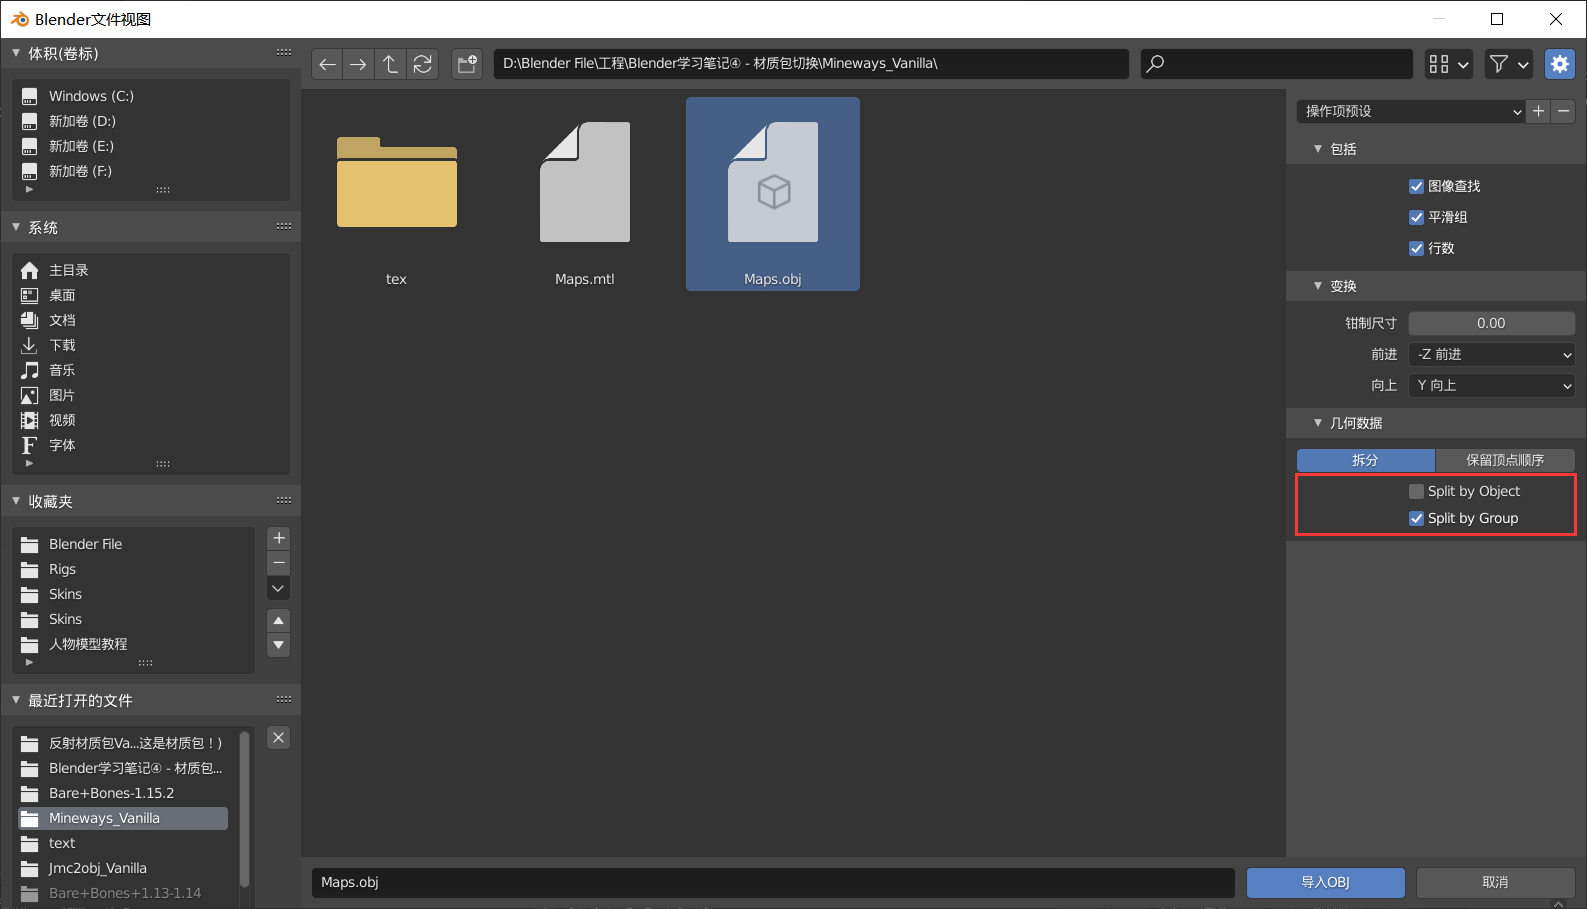 Blender文件视图
体积(卷标)
Windows (C:)
新加卷 (D:)
新加卷 (E:)
新加卷 (F:)
系统
主目录
桌面
文档
下载
音乐
图片
视频
字体
收藏夹
Blender File
Rigs
Skins
Skins
人物模型教程
最近打开的文件
反射材质包Va...这是材质包！)
Blender学习笔记④ - 材质包...
Bare+Bones-1.15.2
Mineways_Vanilla
text
Jmc2obj_Vanilla
Bare+Bones+1.13-1.14
D:\Blender File\工程\Blender学习笔记④ - 材质包切换\Mineways_Vanilla\
tex
Maps.mtl
Maps.obj
操作项预设
包括
图像查找
平滑组
行数
变换
钳制尺寸 0.00
前进 -Z 前进
向上 Y 向上
几何数据
拆分 保留顶点顺序
Split by Object
Split by Group
Maps.obj
导入OBJ
取消